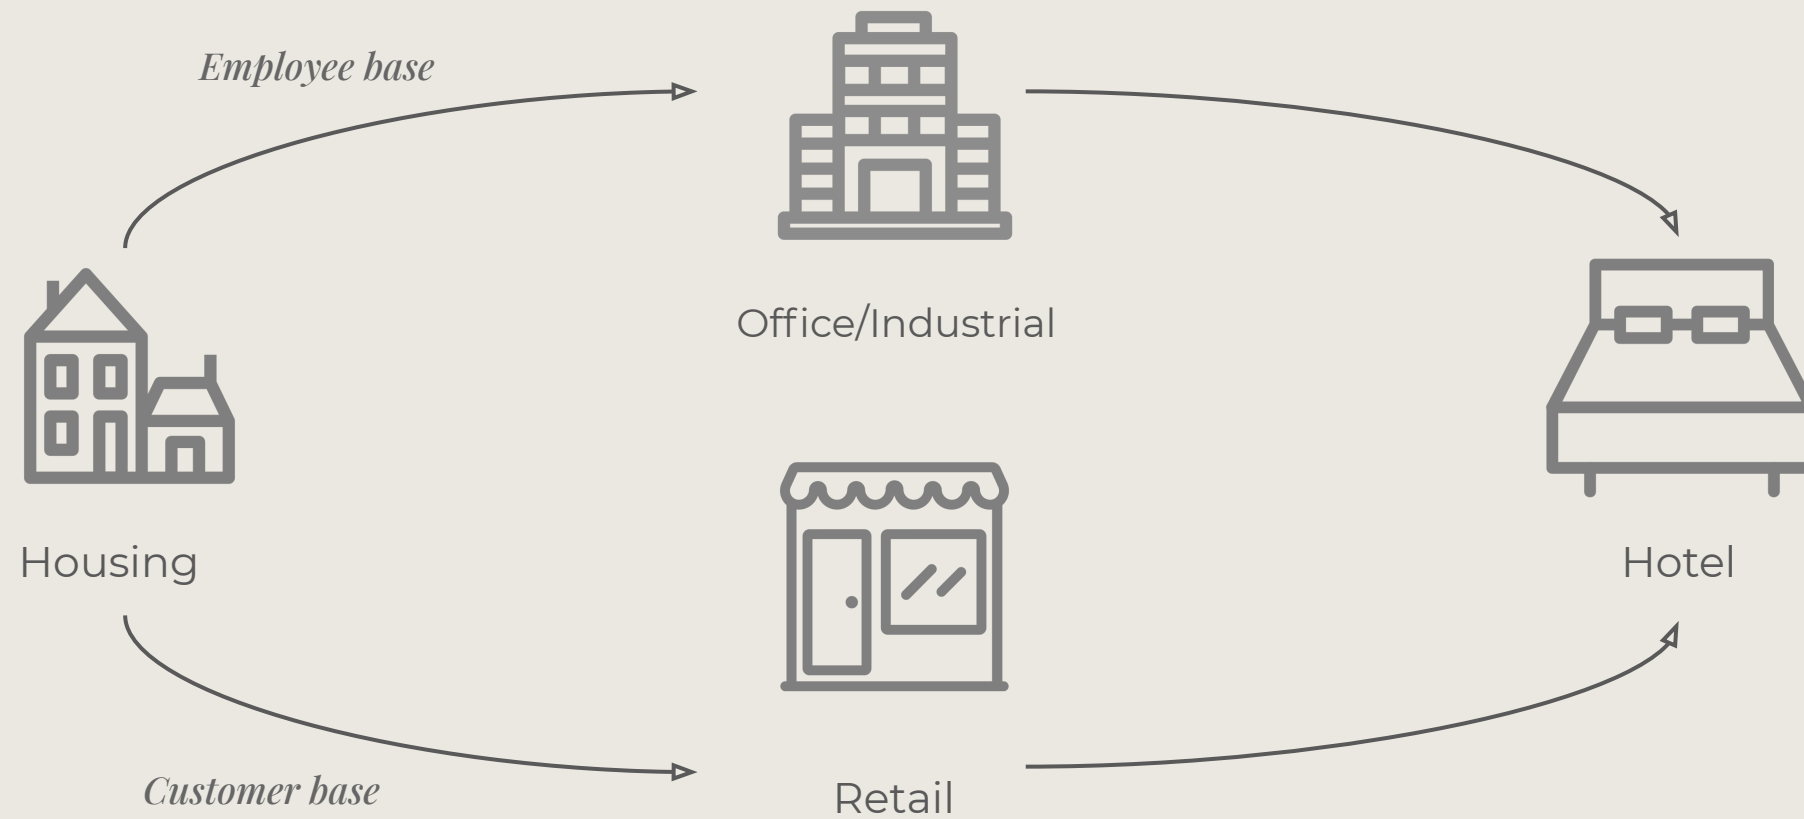 Employee base
Office/Industrial
Housing
Hotel
Customer base
Retail